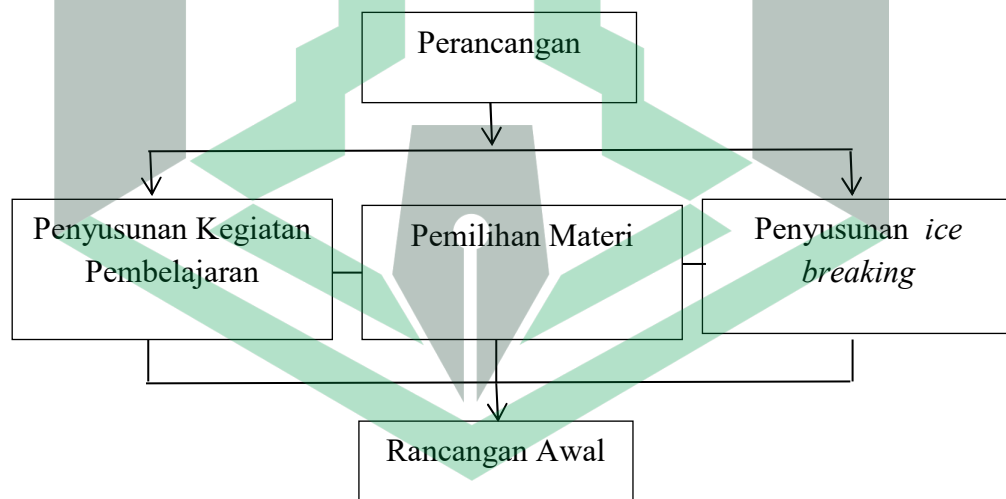 Perancangan
Penyusunan Kegiatan
Pembelajaran
Pemilihan Materi
Penyusunan ice
breaking
Rancangan Awal